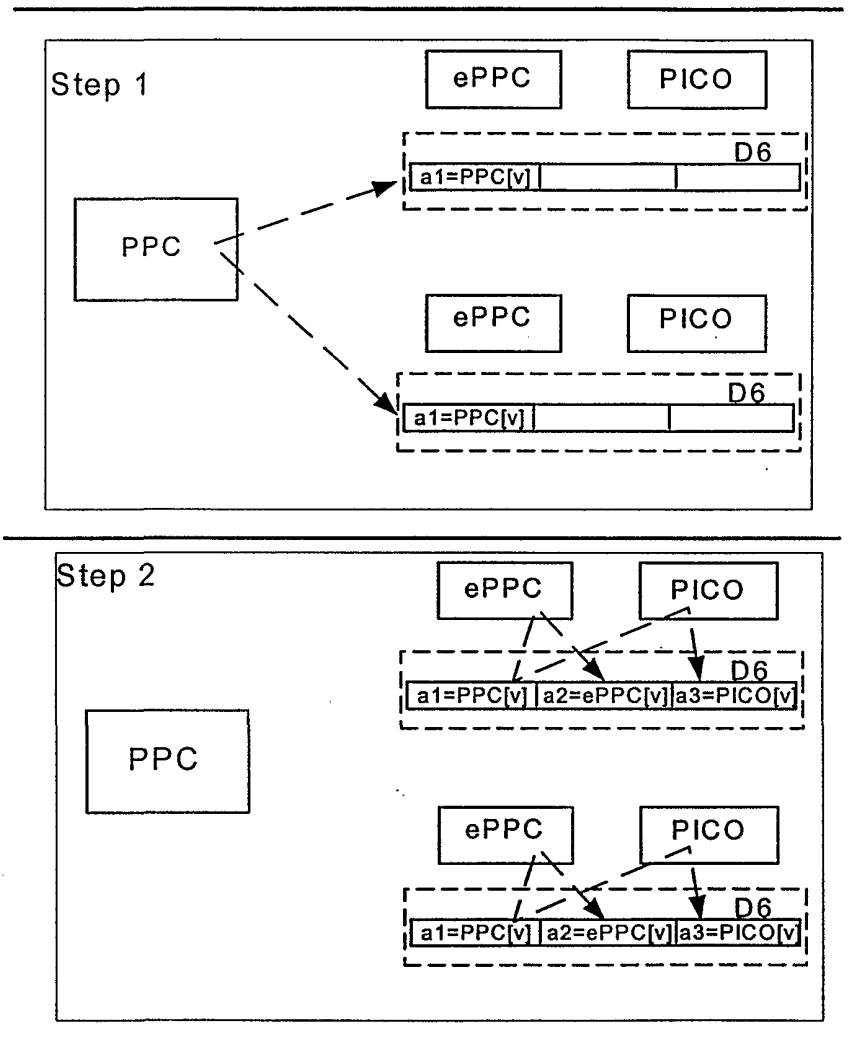 Step 1
ePPC PICO
D6
a1=PPC[v]
PPC
ePPC PICO
D6
a1=PPC[v]
Step 2
ePPC PICO
D6
a1=PPC[v] a2=ePPC[v] a3=PICO[v]
PPC
ePPC PICO
D6
a1=PPC[v] a2=ePPC[v] a3=PICO[v]